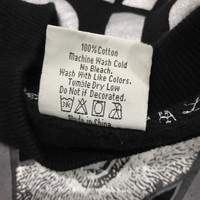 100% Cotton
Machine Wash Cold
No Bleach.
Wash With Like Colors.
Tumble Dry Low
Do Not If Decorated.
Made In China